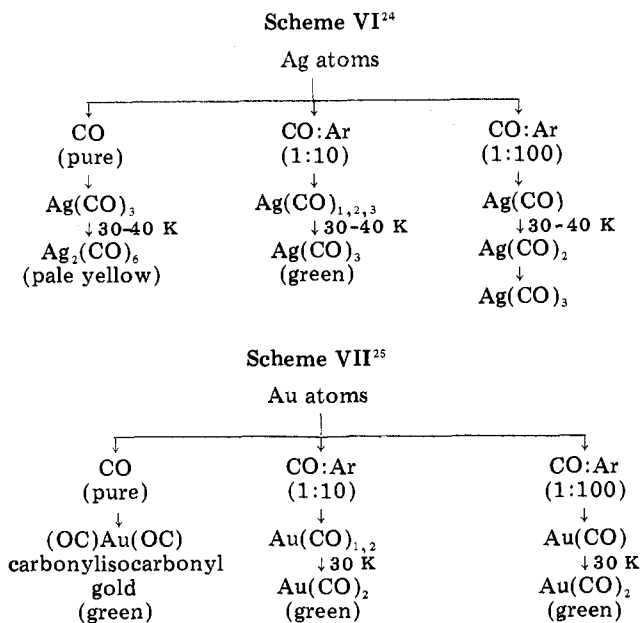 Scheme VI²⁴
Ag atoms
CO CO:Ar CO:Ar
(pure) (1:10) (1:100)
↓ ↓ ↓
Ag(CO)₃ Ag(CO)₁,₂,₃ Ag(CO)
↓30-40 K ↓30-40 K ↓30-40 K
Ag₂(CO)₆ Ag(CO)₃ Ag(CO)₂
(pale yellow) (green) ↓
Ag(CO)₃
Scheme VII²⁵
Au atoms
CO CO:Ar CO:Ar
(pure) (1:10) (1:100)
↓ ↓ ↓
(OC)Au(OC) Au(CO)₁,₂ Au(CO)
carbonylisocarbonyl ↓30 K ↓30 K
gold Au(CO)₂ Au(CO)₂
(green) (green) (green)